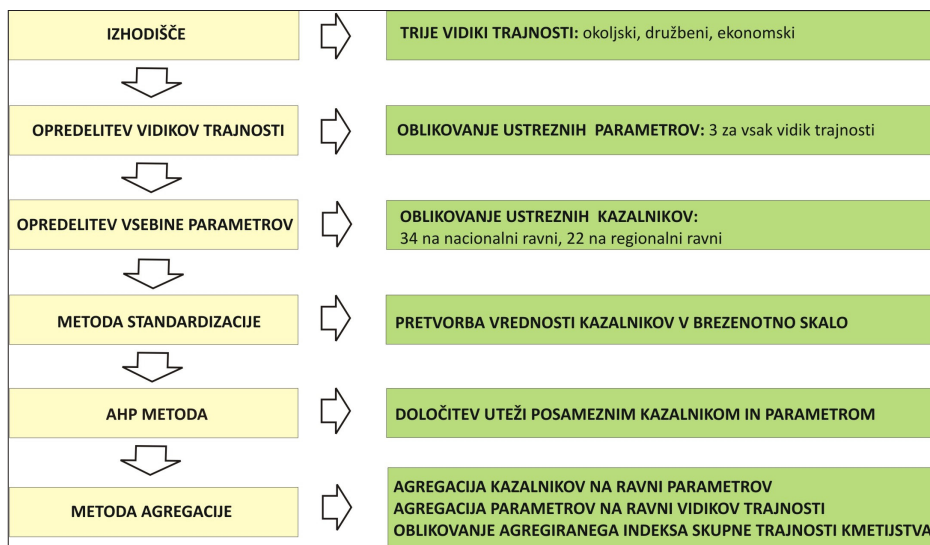 IZHODIŠČE
TRIJE VIDIKI TRAJNOSTI: okoljski, družbeni, ekonomski
OPREDELITEV VIDIKOV TRAJNOSTI
OBLIKOVANJE USTREZNIH PARAMETROV: 3 za vsak vidik trajnosti
OPREDELITEV VSEBINE PARAMETROV
OBLIKOVANJE USTREZNIH KAZALNIKOV:
34 na nacionalni ravni, 22 na regionalni ravni
METODA STANDARDIZACIJE
PRETVORBA VREDNOSTI KAZALNIKOV V BREZENOTNO SKALO
AHP METODA
DOLOČITEV UTEŽI POSAMEZNIM KAZALNIKOM IN PARAMETROM
METODA AGREGACIJE
AGREGACIJA KAZALNIKOV NA RAVNI PARAMETROV
AGREGACIJA PARAMETROV NA RAVNI VIDIKOV TRAJNOSTI
OBLIKOVANJE AGREGIRANEGA INDEKSA SKUPNE TRAJNOSTI KMETIJSTVA